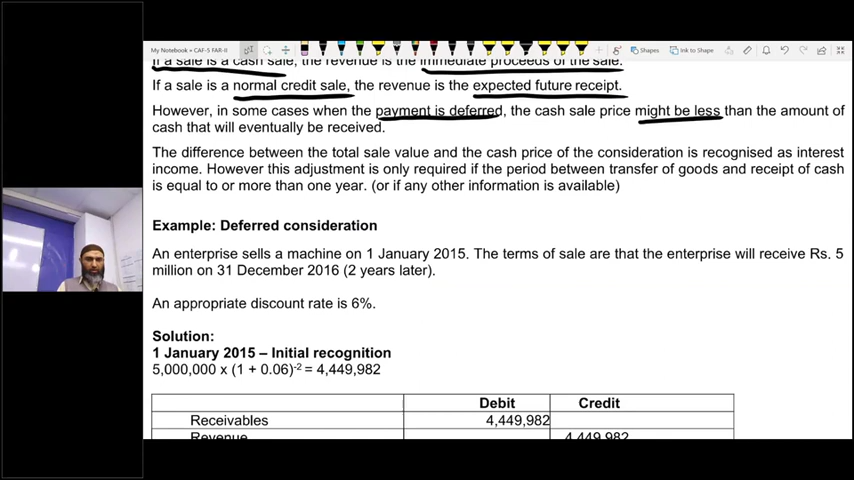 My Notebook » CAF-5 FAR-II
Shapes
Ink to Shape
If a sale is a cash sale, the revenue is the immediate proceeds of the sale.
If a sale is a normal credit sale, the revenue is the expected future receipt.
However, in some cases when the payment is deferred, the cash sale price might be less than the amount of
cash that will eventually be received.
The difference between the total sale value and the cash price of the consideration is recognised as interest
income. However this adjustment is only required if the period between transfer of goods and receipt of cash
is equal to or more than one year. (or if any other information is available)
Example: Deferred consideration
An enterprise sells a machine on 1 January 2015. The terms of sale are that the enterprise will receive Rs. 5
million on 31 December 2016 (2 years later).
An appropriate discount rate is 6%.
Solution:
1 January 2015 – Initial recognition
5,000,000 x (1 + 0.06)⁻² = 4,449,982
Debit Credit
Receivables 4,449,982
Revenue 4,449,982